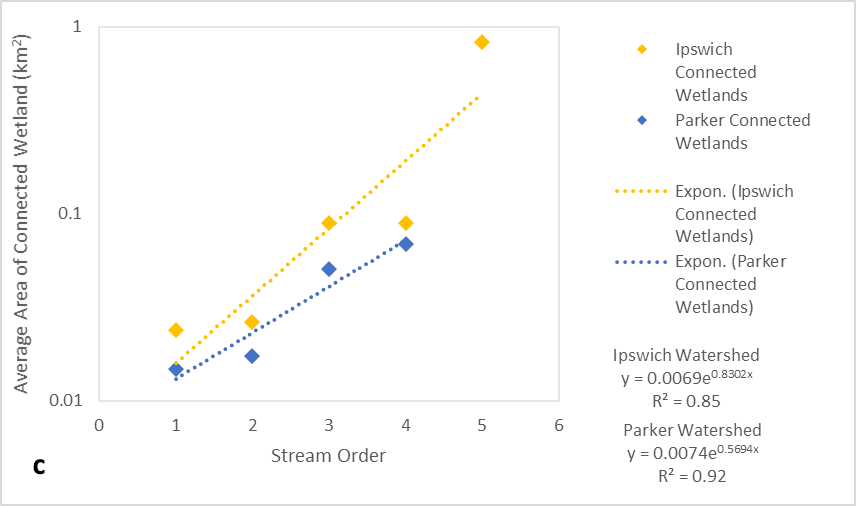 Average Area of Connected Wetland (km²)
1
0.1
0.01
0 1 2 3 4 5 6
Stream Order
c
Ipswich
Connected
Wetlands
Parker Connected
Wetlands
Expon. (Ipswich
Connected
Wetlands)
Expon. (Parker
Connected
Wetlands)
Ipswich Watershed
y = 0.0069e^0.8302x
R² = 0.85
Parker Watershed
y = 0.0074e^0.5694x
R² = 0.92